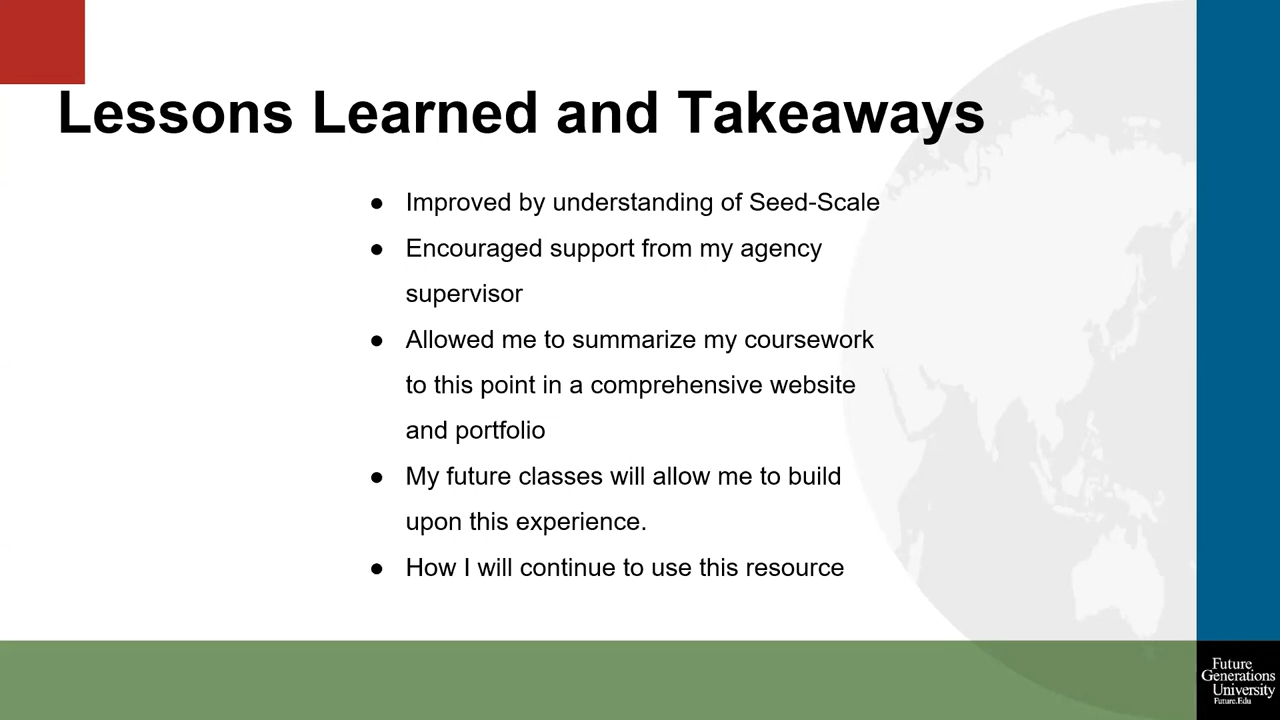 Lessons Learned and Takeaways
● Improved by understanding of Seed-Scale
● Encouraged support from my agency
supervisor
● Allowed me to summarize my coursework
to this point in a comprehensive website
and portfolio
● My future classes will allow me to build
upon this experience.
● How I will continue to use this resource
Future
Generations
University
Future.Edu